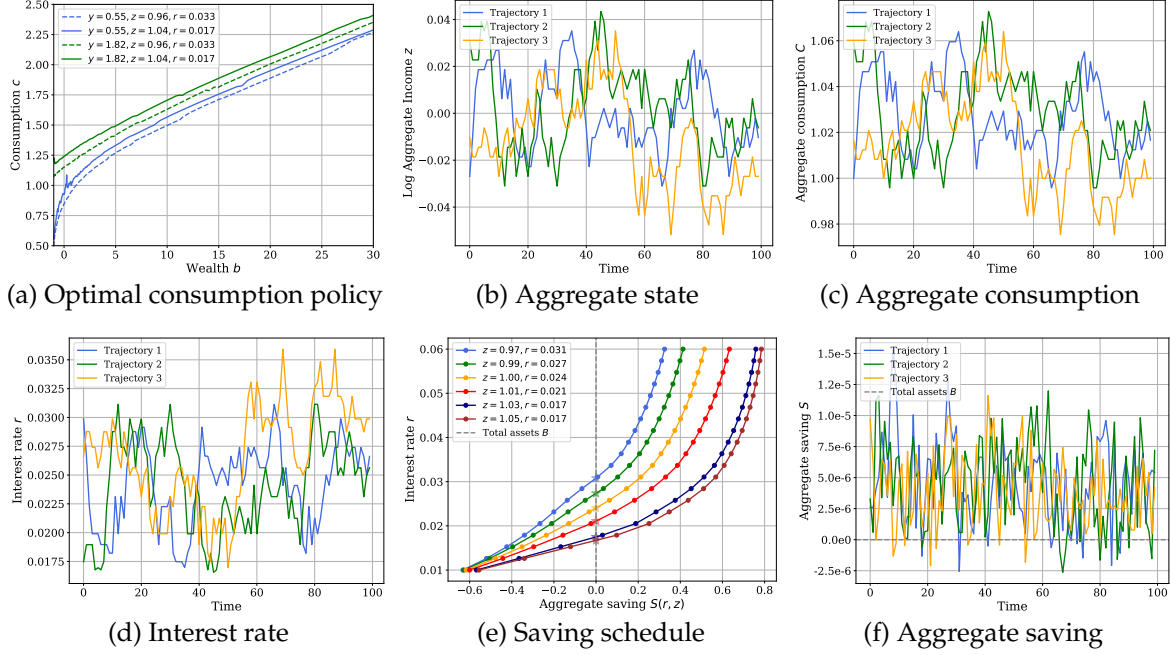 y = 0.55, z = 0.96, r = 0.033
y = 0.55, z = 1.04, r = 0.017
y = 1.82, z = 0.96, r = 0.033
y = 1.82, z = 1.04, r = 0.017
Consumption c
2.25
2.00
1.75
1.50
1.25
1.00
0.75
0.50
0 5 10 15 20 25 30
Wealth b
(a) Optimal consumption policy
Trajectory 1
Trajectory 2
Trajectory 3
Log Aggregate Income z
0.04
0.02
0.00
−0.02
−0.04
0 20 40 60 80 100
Time
(b) Aggregate state
Trajectory 1
Trajectory 2
Trajectory 3
Aggregate consumption C
1.06
1.04
1.02
1.00
0.98
0 20 40 60 80 100
Time
(c) Aggregate consumption
Trajectory 1
Trajectory 2
Trajectory 3
Interest rate r
0.0350
0.0325
0.0300
0.0275
0.0250
0.0225
0.0200
0.0175
0 20 40 60 80 100
Time
(d) Interest rate
z = 0.97, r = 0.031
z = 0.99, r = 0.027
z = 1.00, r = 0.024
z = 1.01, r = 0.021
z = 1.03, r = 0.017
z = 1.05, r = 0.017
Total assets B
Interest rate r
0.06
0.05
0.04
0.03
0.02
0.01
−0.6 −0.4 −0.2 0.0 0.2 0.4 0.6 0.8
Aggregate saving S(r, z)
(e) Saving schedule
Trajectory 1
Trajectory 2
Trajectory 3
Total assets B
Aggregate saving S
1.5e-5
1.2e-5
1.0e-5
7.5e-6
5.0e-6
2.5e-6
0.0e+0
-2.5e-6
0 20 40 60 80 100
Time
(f) Aggregate saving